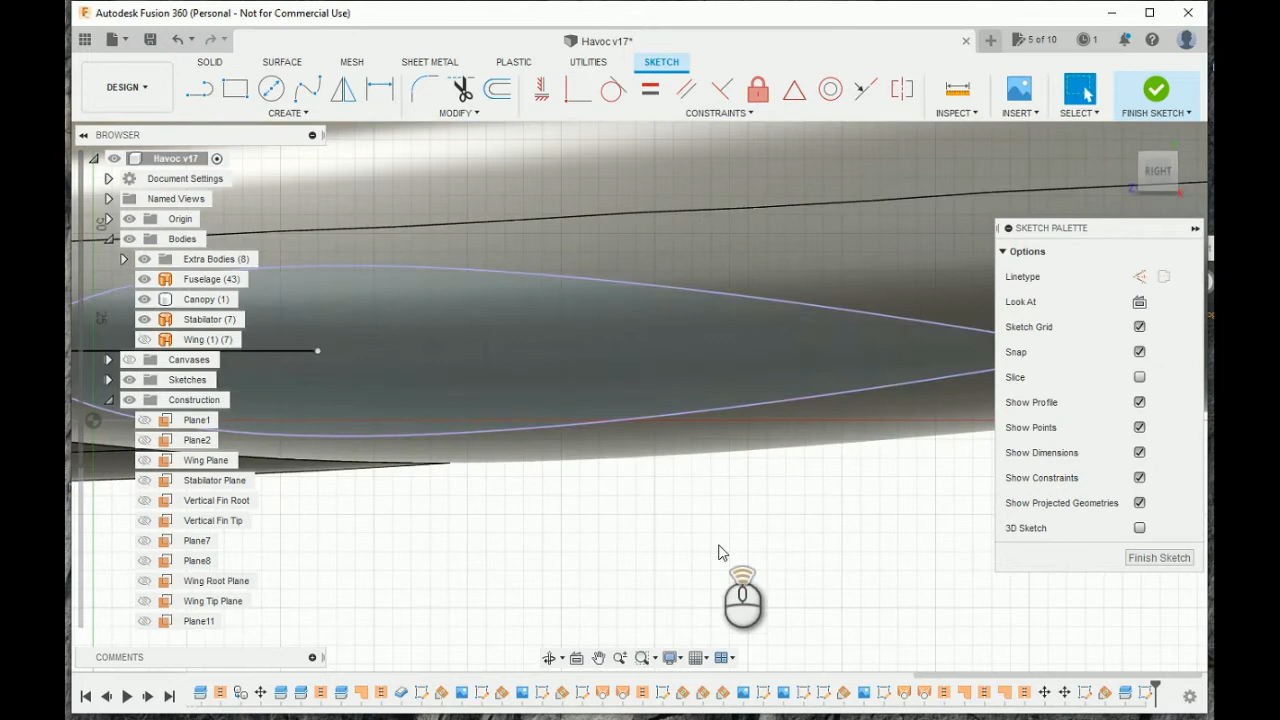 Autodesk Fusion 360 (Personal - Not for Commercial Use)
Havoc v17*
5 of 10
1
DESIGN
SOLID
SURFACE
MESH
SHEET METAL
PLASTIC
UTILITIES
SKETCH
CREATE
MODIFY
CONSTRAINTS
INSPECT
INSERT
SELECT
FINISH SKETCH
BROWSER
Havoc v17
Document Settings
Named Views
Origin
Bodies
Extra Bodies (8)
Fuselage (43)
Canopy (1)
Stabilator (7)
Wing (1) (7)
Canvases
Sketches
Construction
Plane1
Plane2
Wing Plane
Stabilator Plane
Vertical Fin Root
Vertical Fin Tip
Plane7
Plane8
Wing Root Plane
Wing Tip Plane
Plane11
50
25
RIGHT
Z
X
SKETCH PALETTE
Options
Linetype
Look At
Sketch Grid
Snap
Slice
Show Profile
Show Points
Show Dimensions
Show Constraints
Show Projected Geometries
3D Sketch
Finish Sketch
COMMENTS